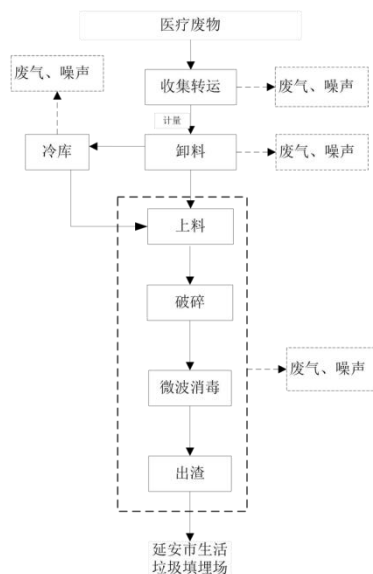 医疗废物
废气、噪声
收集转运
废气、噪声
计量
冷库
卸料
废气、噪声
上料
破碎
废气、噪声
微波消毒
出渣
延安市生活
垃圾填埋场